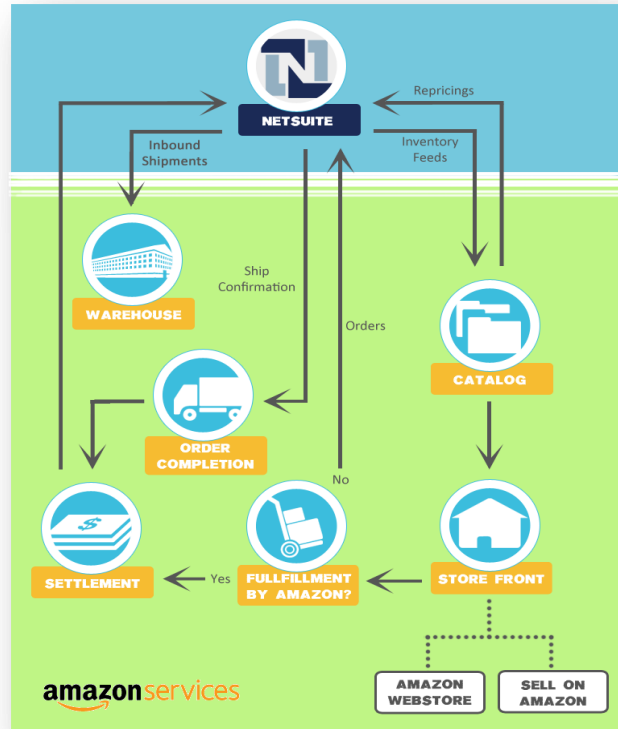 NETSUITE
Repricings
Inbound
Shipments
Inventory
Feeds
Ship
Confirmation
WAREHOUSE
Orders
CATALOG
ORDER
COMPLETION
No
$
SETTLEMENT
Yes
FULLFILLMENT
BY AMAZON?
STORE FRONT
amazonservices
AMAZON
WEBSTORE
SELL ON
AMAZON